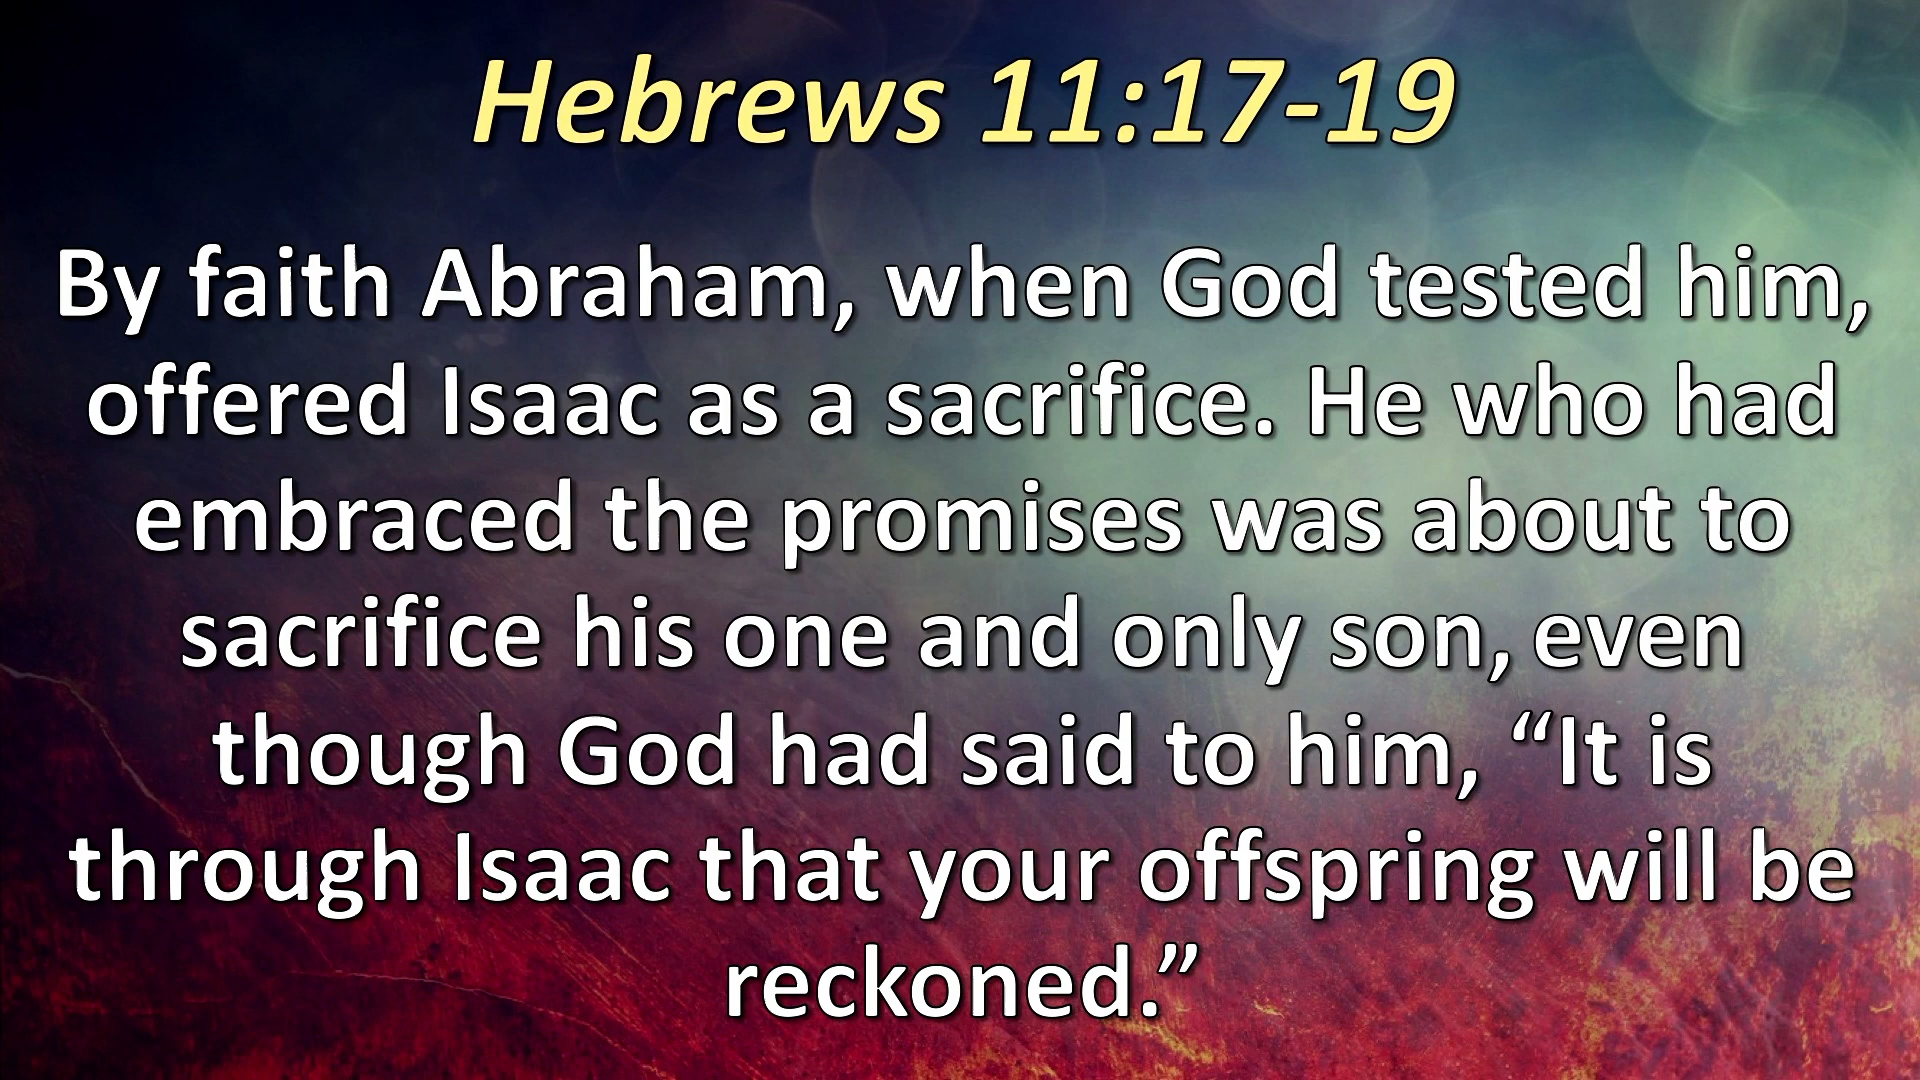 Hebrews 11:17-19
By faith Abraham, when God tested him,
offered Isaac as a sacrifice. He who had
embraced the promises was about to
sacrifice his one and only son, even
though God had said to him, “It is
through Isaac that your offspring will be
reckoned.”